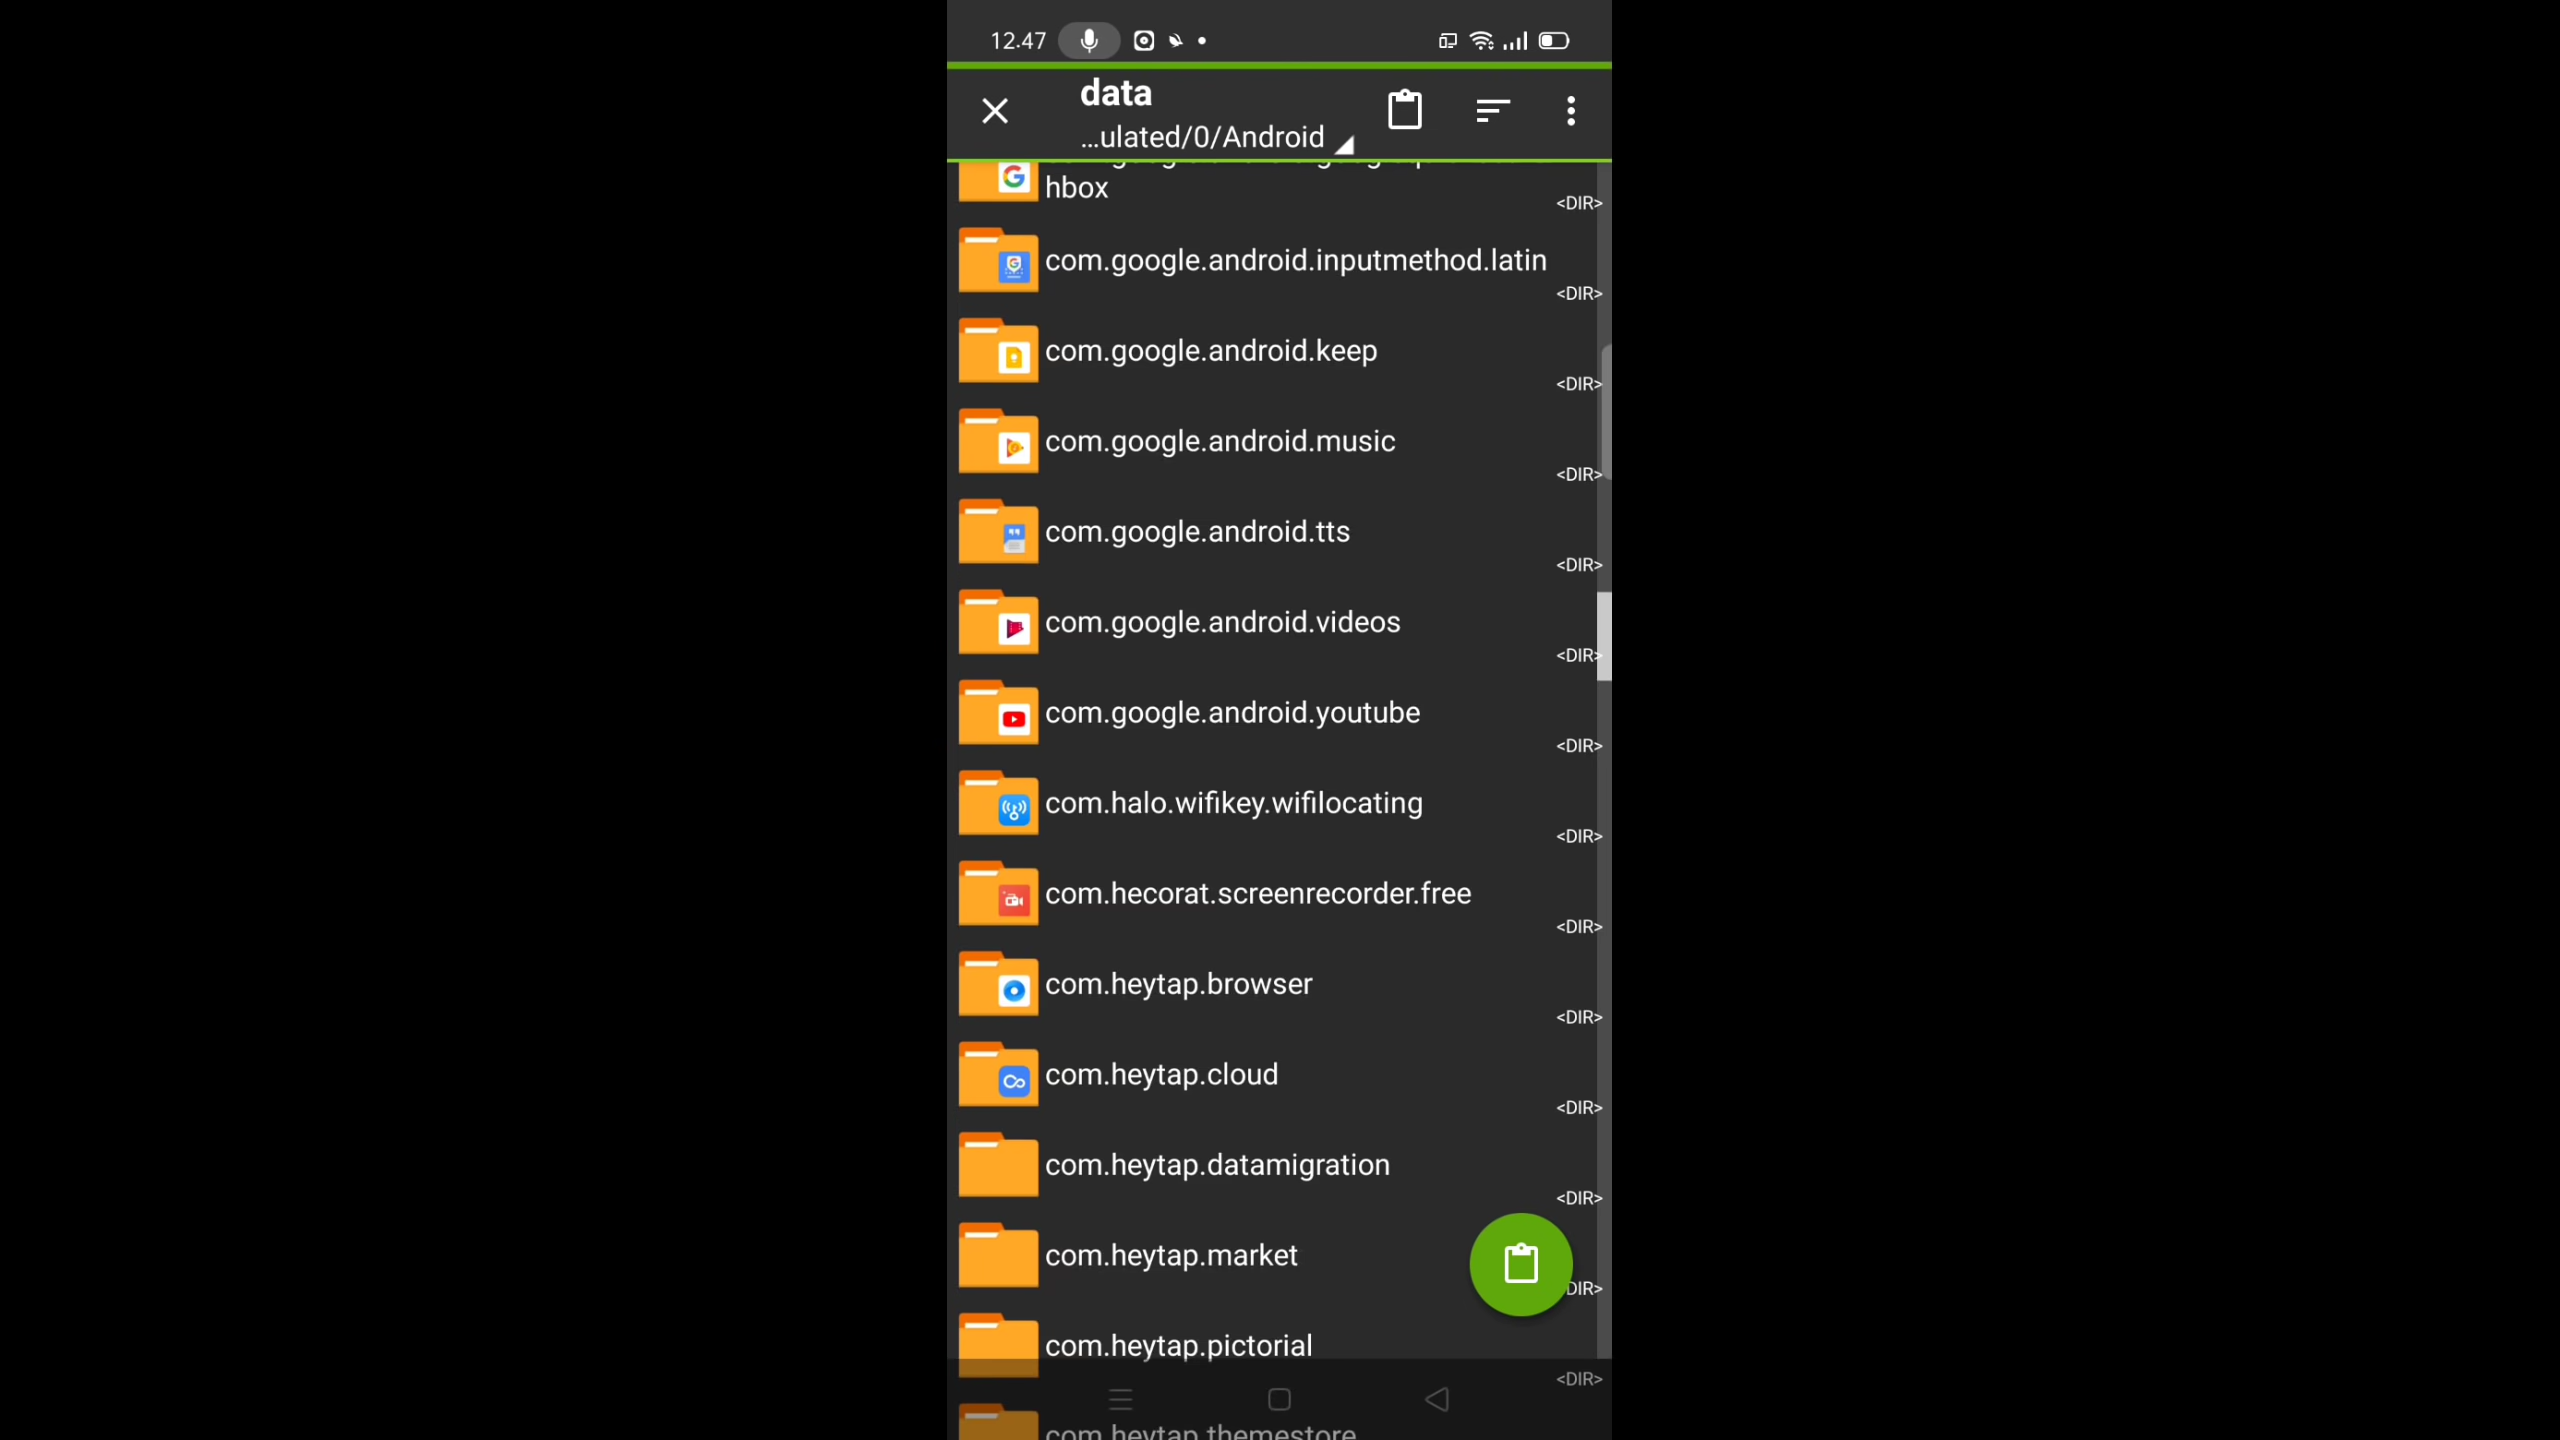 12.47
data
...ulated/0/Android
hbox
<DIR>
com.google.android.inputmethod.latin
<DIR>
com.google.android.keep
<DIR>
com.google.android.music
<DIR>
com.google.android.tts
<DIR>
com.google.android.videos
<DIR>
com.google.android.youtube
<DIR>
com.halo.wifikey.wifilocating
<DIR>
com.hecorat.screenrecorder.free
<DIR>
com.heytap.browser
<DIR>
com.heytap.cloud
<DIR>
com.heytap.datamigration
<DIR>
com.heytap.market
DIR>
com.heytap.pictorial
<DIR>
com.heytap.themestore